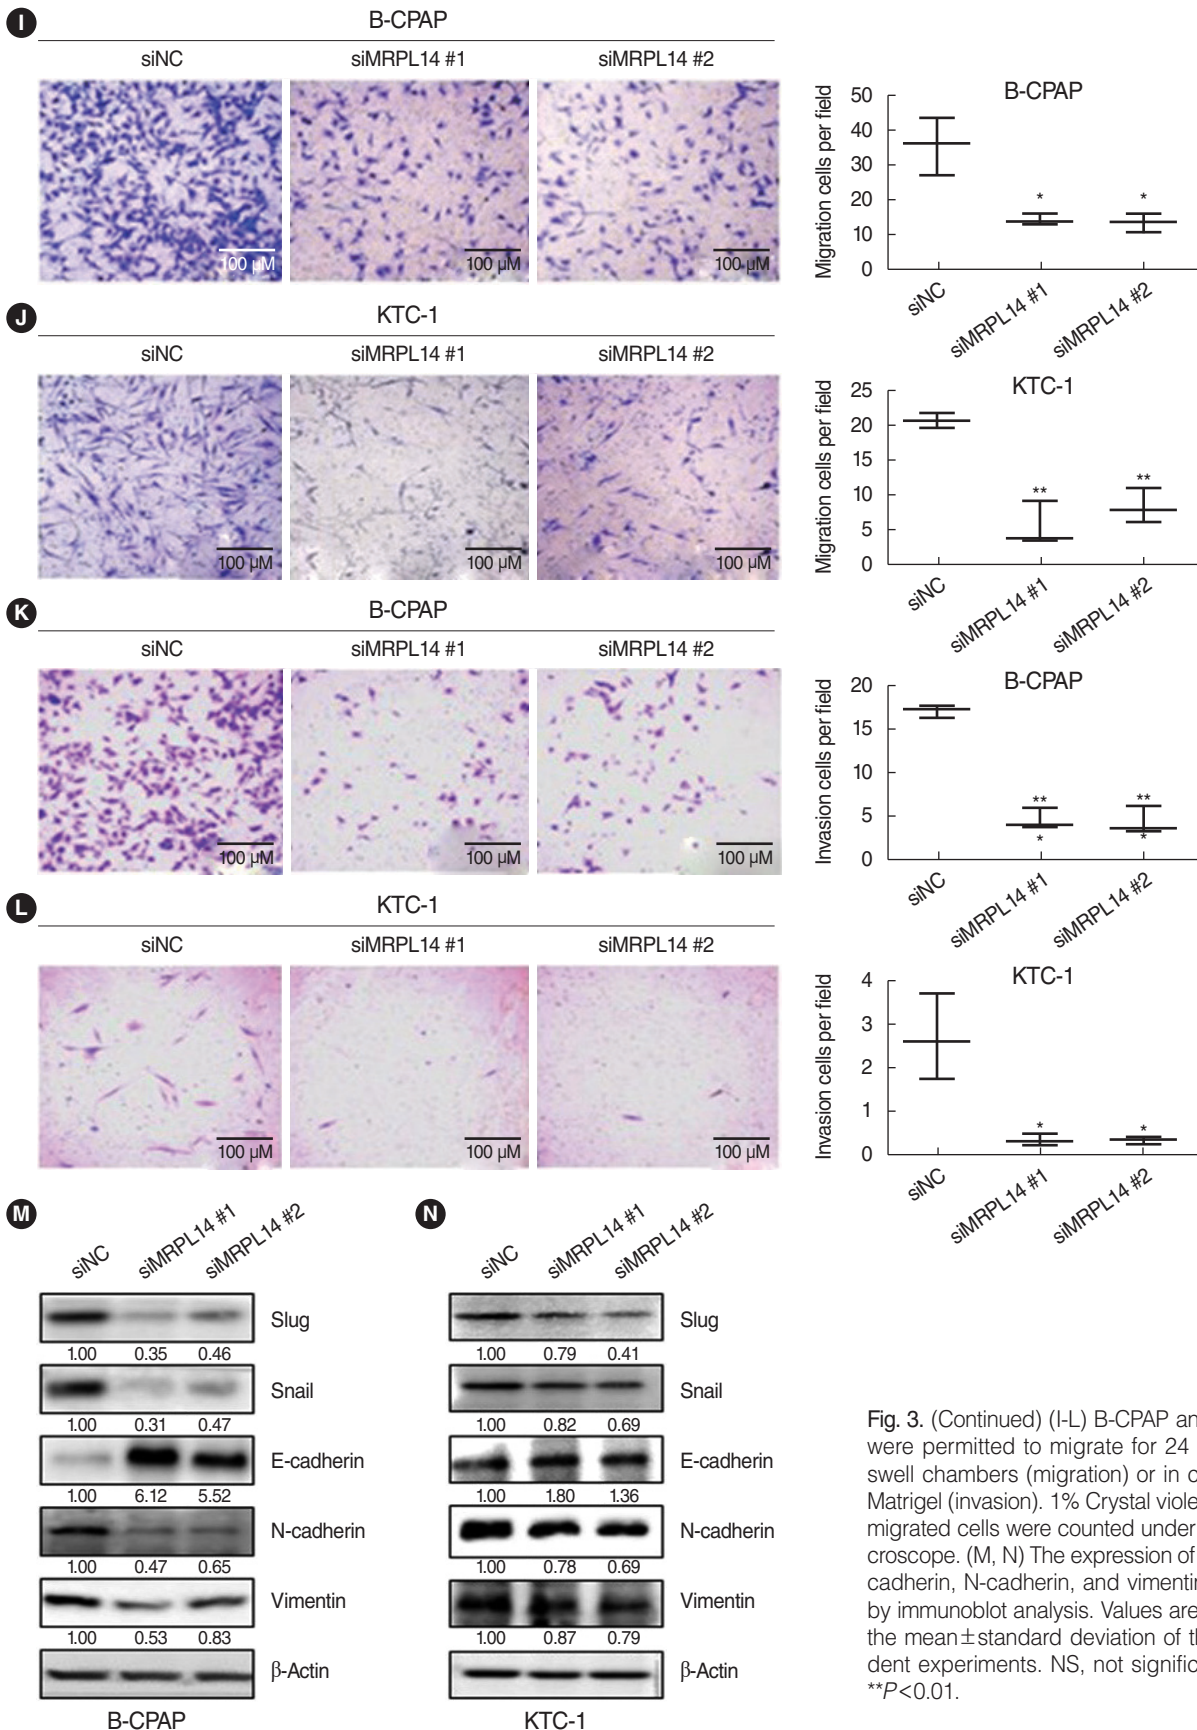 I
B-CPAP
siNC siMRPL14 #1 siMRPL14 #2
100 µM 100 µM 100 µM
B-CPAP
Migration cells per field
50
40
30
20
10
0
* *
siNC siMRPL14 #1 siMRPL14 #2
J
KTC-1
siNC siMRPL14 #1 siMRPL14 #2
100 µM 100 µM 100 µM
KTC-1
Migration cells per field
25
20
15
10
5
0
** **
siNC siMRPL14 #1 siMRPL14 #2
K
B-CPAP
siNC siMRPL14 #1 siMRPL14 #2
100 µM 100 µM 100 µM
B-CPAP
Invasion cells per field
20
15
10
5
0
** **
* *
siNC siMRPL14 #1 siMRPL14 #2
L
KTC-1
siNC siMRPL14 #1 siMRPL14 #2
100 µM 100 µM 100 µM
KTC-1
Invasion cells per field
4
3
2
1
0
* *
siNC siMRPL14 #1 siMRPL14 #2
M
siNC siMRPL14 #1 siMRPL14 #2
Slug
1.00 0.35 0.46
Snail
1.00 0.31 0.47
E-cadherin
1.00 6.12 5.52
N-cadherin
1.00 0.47 0.65
Vimentin
1.00 0.53 0.83
β-Actin
B-CPAP
N
siNC siMRPL14 #1 siMRPL14 #2
Slug
1.00 0.79 0.41
Snail
1.00 0.82 0.69
E-cadherin
1.00 1.80 1.36
N-cadherin
1.00 0.78 0.69
Vimentin
1.00 0.87 0.79
β-Actin
KTC-1
Fig. 3. (Continued) (I-L) B-CPAP an
were permitted to migrate for 24
swell chambers (migration) or in c
Matrigel (invasion). 1% Crystal viole
migrated cells were counted under
croscope. (M, N) The expression of
cadherin, N-cadherin, and vimentin
by immunoblot analysis. Values are
the mean±standard deviation of th
dent experiments. NS, not signific
**P<0.01.